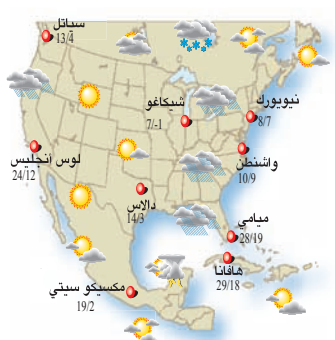 سياتل
13/4
شيكاغو
7/-1
نيويورك
8/7
لوس أنجليس
24/12
واشنطن
10/9
دالاس
14/3
ميامي
28/19
هافانا
29/18
مكسيكو سيتي
19/2